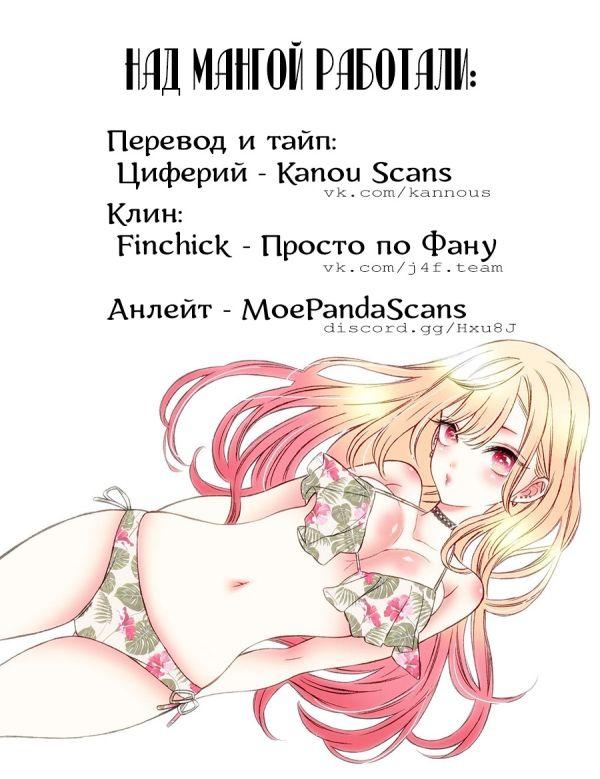 НАД МАНГОЙ РАБОТАЛИ:
Перевод и тайп:
Циферий - Kanou Scans
vk.com/kannous
Клин:
Finchick - Просто по Фану
vk.com/j4f.team
Анлейт - MoePandaScans
discord.gg/Hxu8J